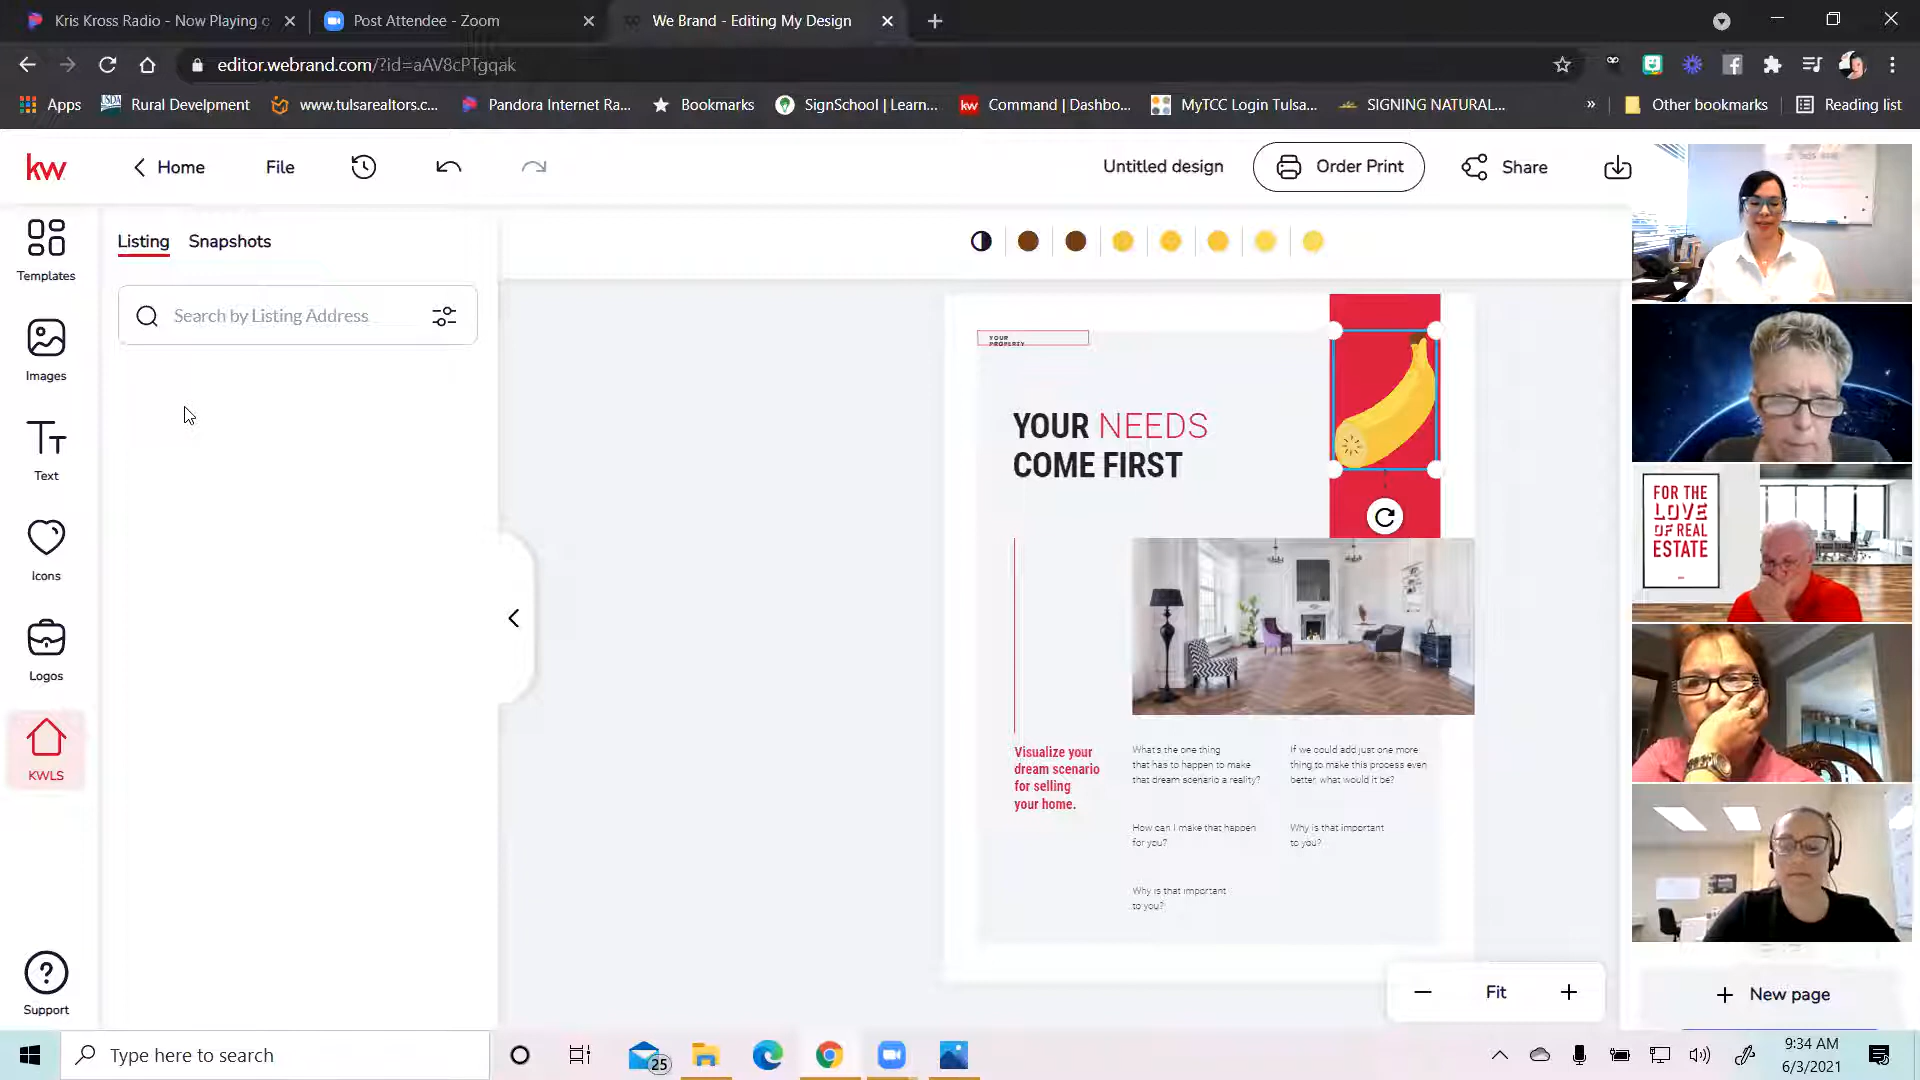 Kris Kross Radio - Now Playing o
Post Attendee - Zoom
We Brand - Editing My Design
editor.webrand.com/?id=aAV8cPTgqak
Apps
Rural Develpment
www.tulsarealtors.c...
Pandora Internet Ra...
Bookmarks
SignSchool | Learn...
kw
Command | Dashbo...
MyTCC Login Tulsa...
SIGNING NATURAL...
»
Other bookmarks
Reading list
kw
Home
File
Untitled design
Order Print
Share
Templates
Images
Text
Icons
Logos
KWLS
Support
Listing
Snapshots
Search by Listing Address
YOUR
PROPERTY
YOUR NEEDS
COME FIRST
Visualize your
dream scenario
for selling
your home.
What's the one thing
that has to happen to make
that dream scenario a reality?
If we could add just one more
thing to make this process even
better, what would it be?
How can I make that happen
for you?
Why is that important
to you?
Why is that important
to you?
Fit
FOR THE
LOVE
OF REAL
ESTATE
New page
Type here to search
25
9:34 AM
6/3/2021